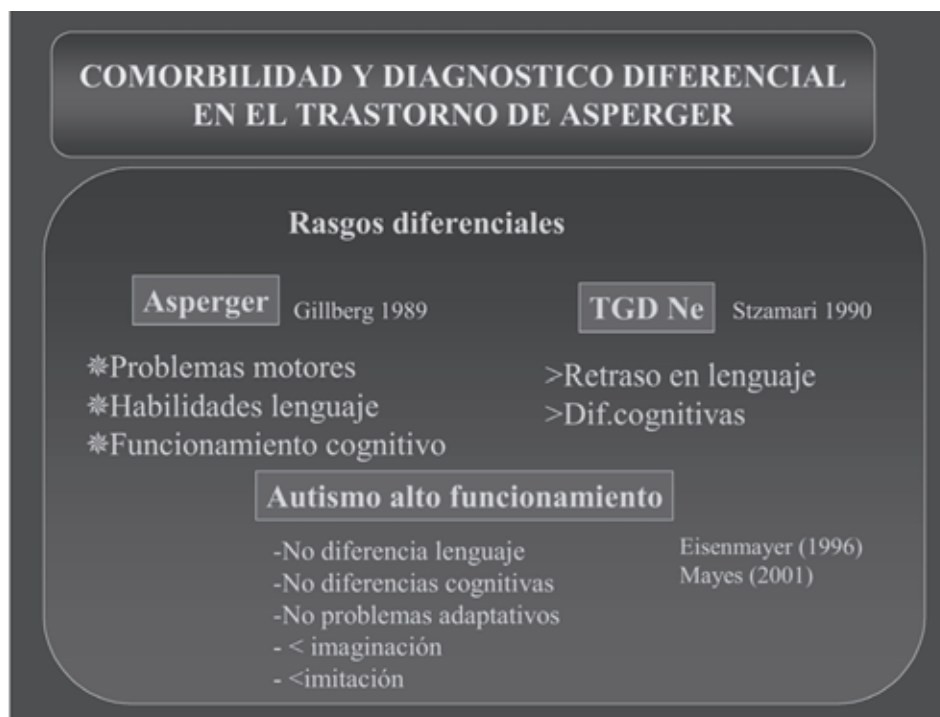 COMORBILIDAD Y DIAGNOSTICO DIFERENCIAL
EN EL TRASTORNO DE ASPERGER
Rasgos diferenciales
Asperger Gillberg 1989
✵Problemas motores
✵Habilidades lenguaje
✵Funcionamiento cognitivo
TGD Ne Stzamari 1990
>Retraso en lenguaje
>Dif.cognitivas
Autismo alto funcionamiento
-No diferencia lenguaje
-No diferencias cognitivas
-No problemas adaptativos
- < imaginación
- <imitación
Eisenmayer (1996)
Mayes (2001)